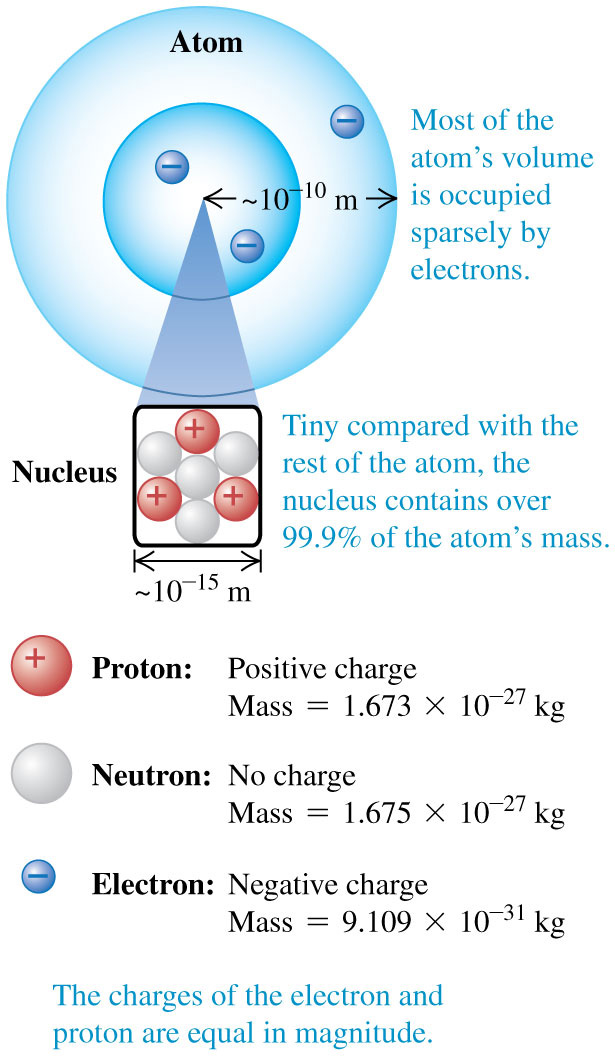 Atom
Most of the
atom's volume
is occupied
sparsely by
electrons.
~10⁻¹⁰ m
−
−
−
Nucleus
+
+
+
Tiny compared with the
rest of the atom, the
nucleus contains over
99.9% of the atom's mass.
~10⁻¹⁵ m
+
Proton: Positive charge
Mass = 1.673 × 10⁻²⁷ kg
Neutron: No charge
Mass = 1.675 × 10⁻²⁷ kg
−
Electron: Negative charge
Mass = 9.109 × 10⁻³¹ kg
The charges of the electron and
proton are equal in magnitude.